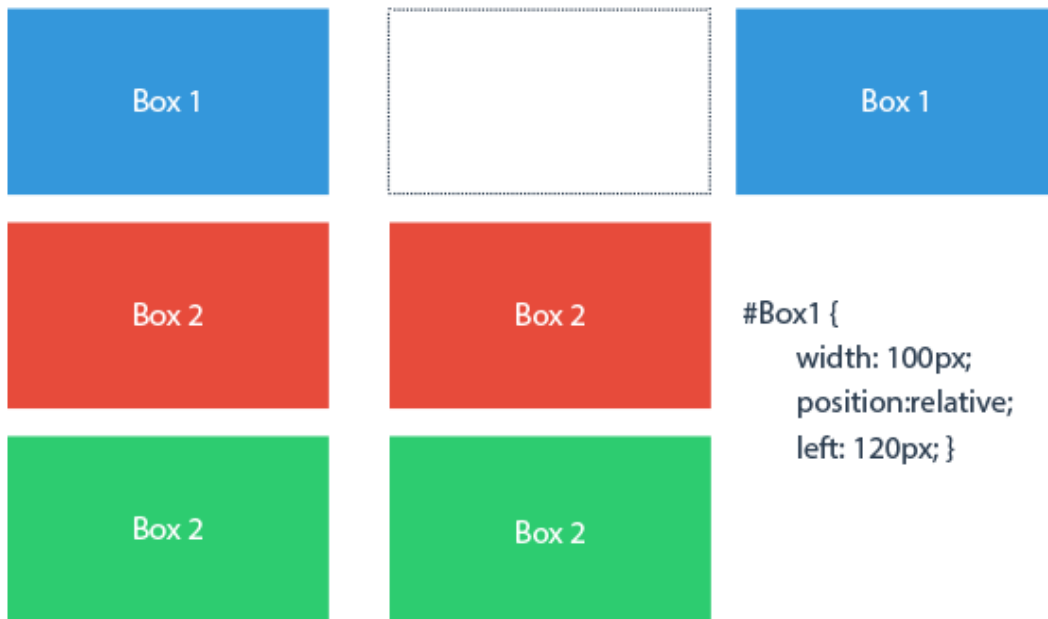 Box 1
Box 1
Box 2
Box 2
#Box1 {
width: 100px;
position:relative;
left: 120px; }
Box 2
Box 2